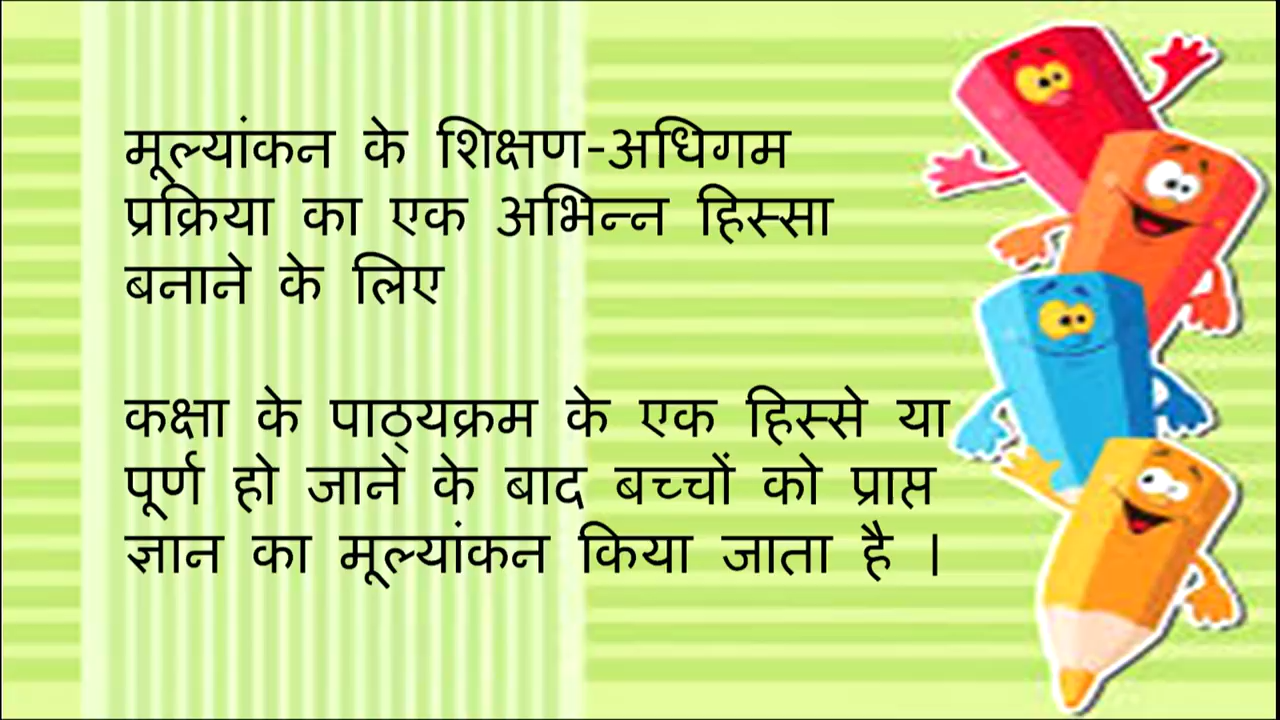 मूल्यांकन के शिक्षण-अधिगम
प्रक्रिया का एक अभिन्न हिस्सा
बनाने के लिए
कक्षा के पाठ्यक्रम के एक हिस्से या
पूर्ण हो जाने के बाद बच्चों को प्राप्त
ज्ञान का मूल्यांकन किया जाता है ।